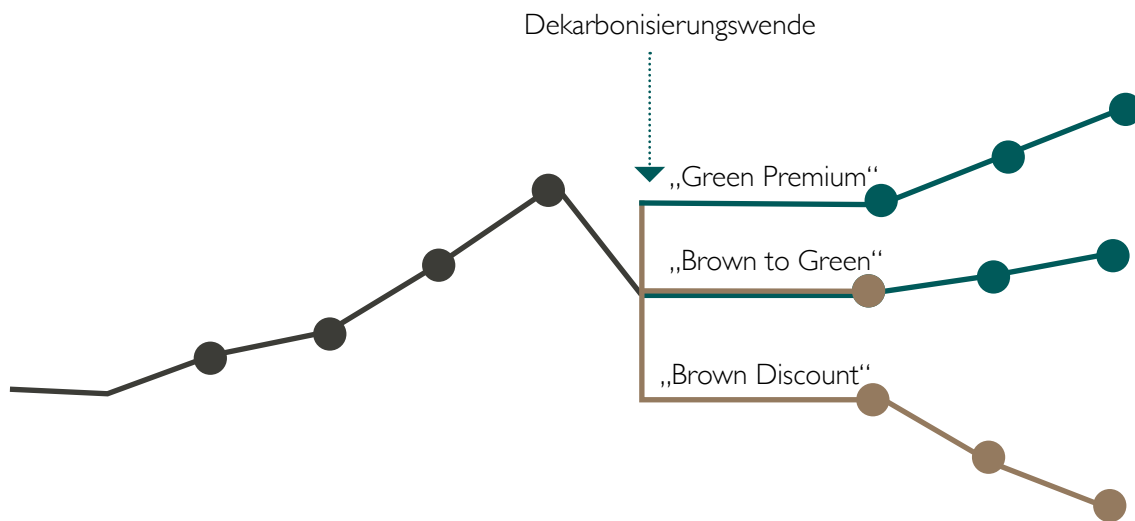 Dekarbonisierungswende
„Green Premium“
„Brown to Green“
„Brown Discount“